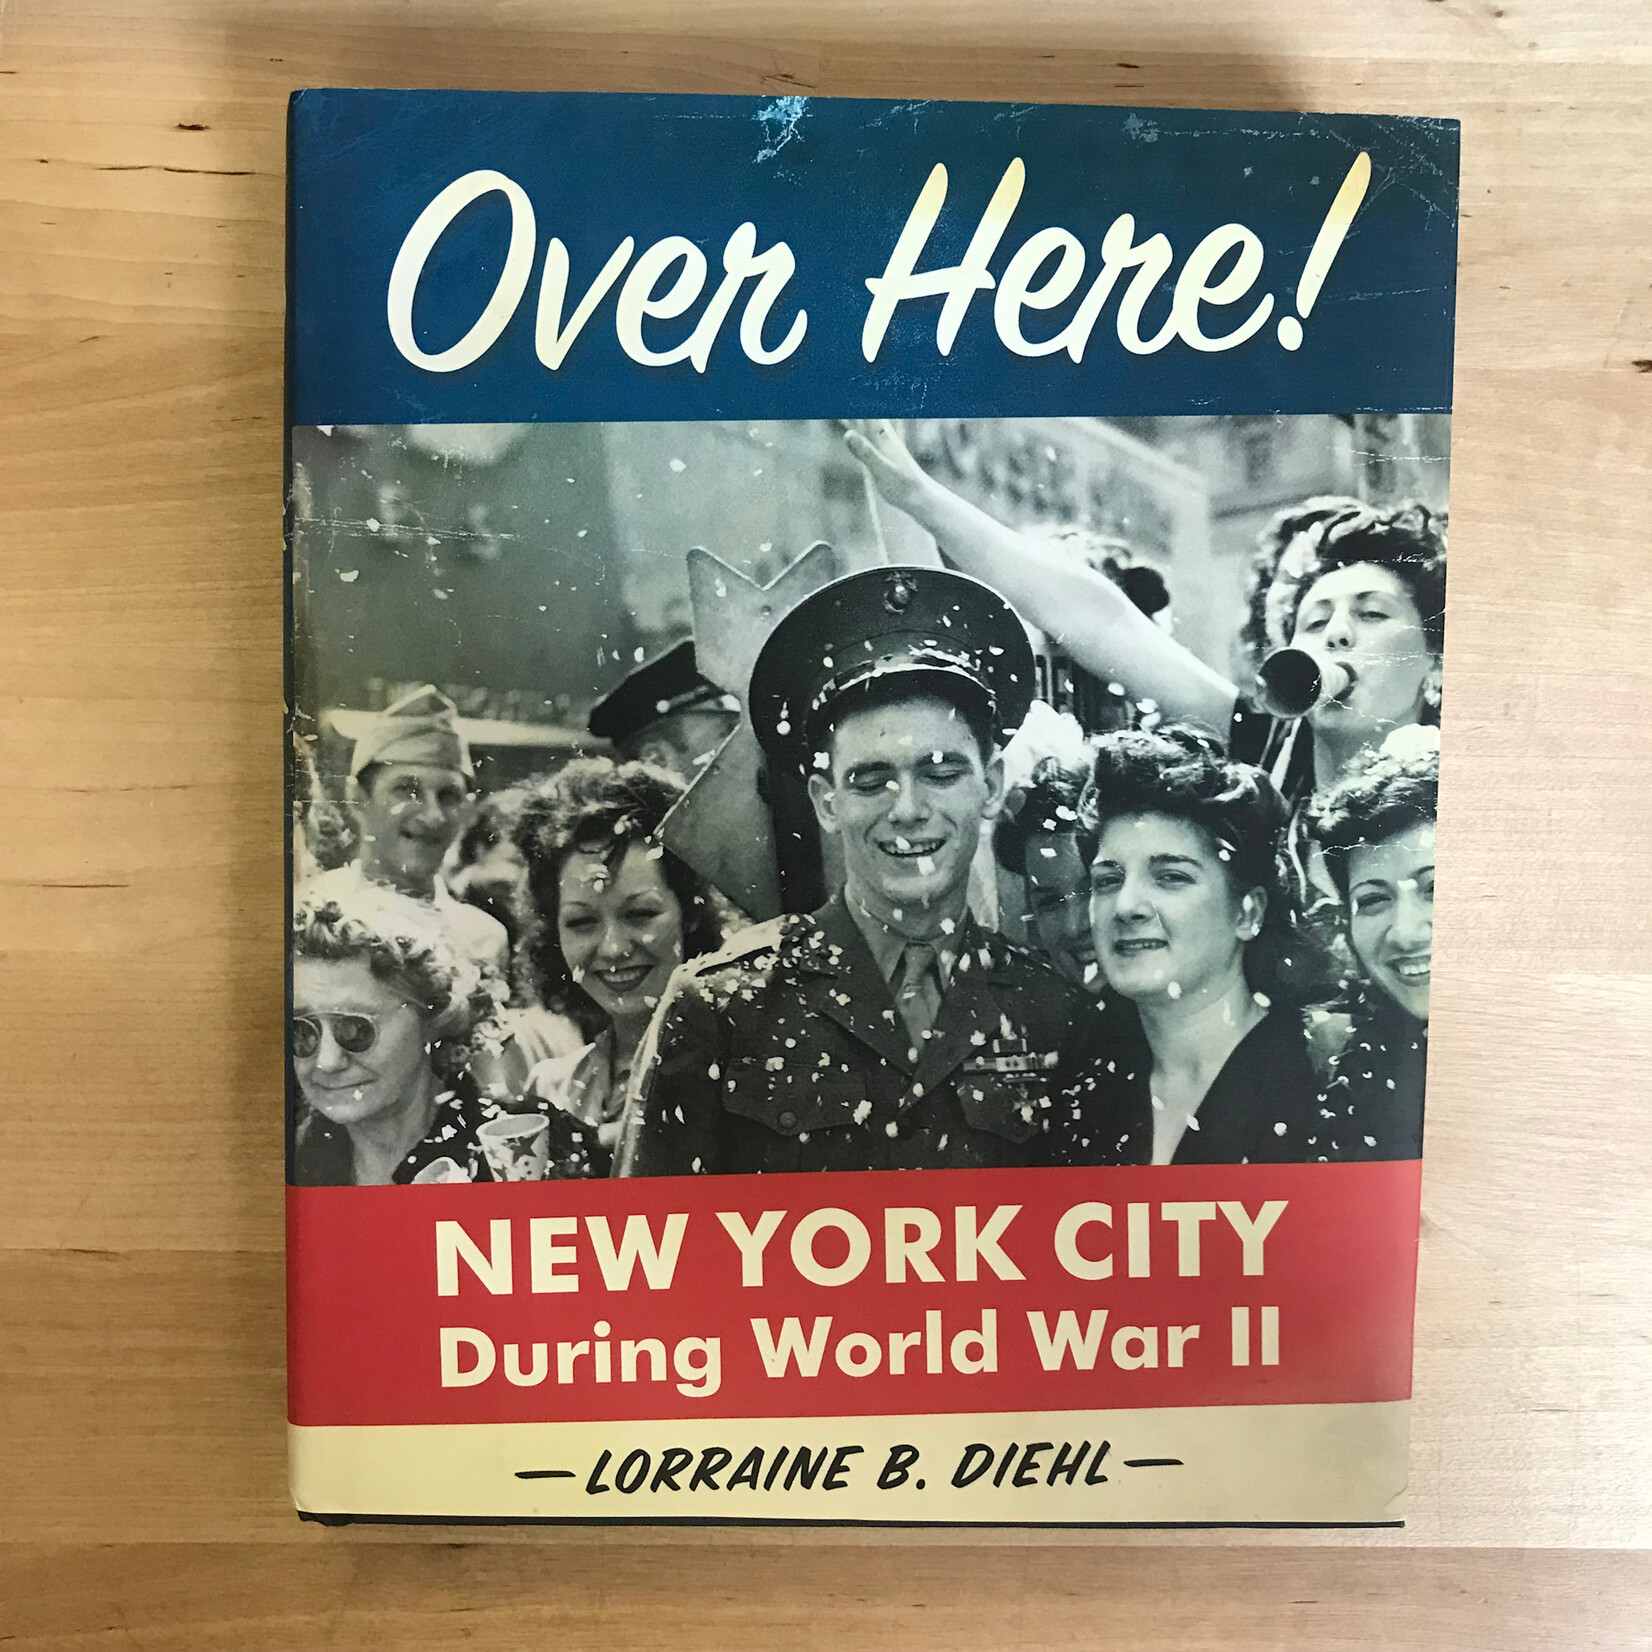 Over Here!
NEW YORK CITY
During World War II
—LORRAINE B. DIEHL—